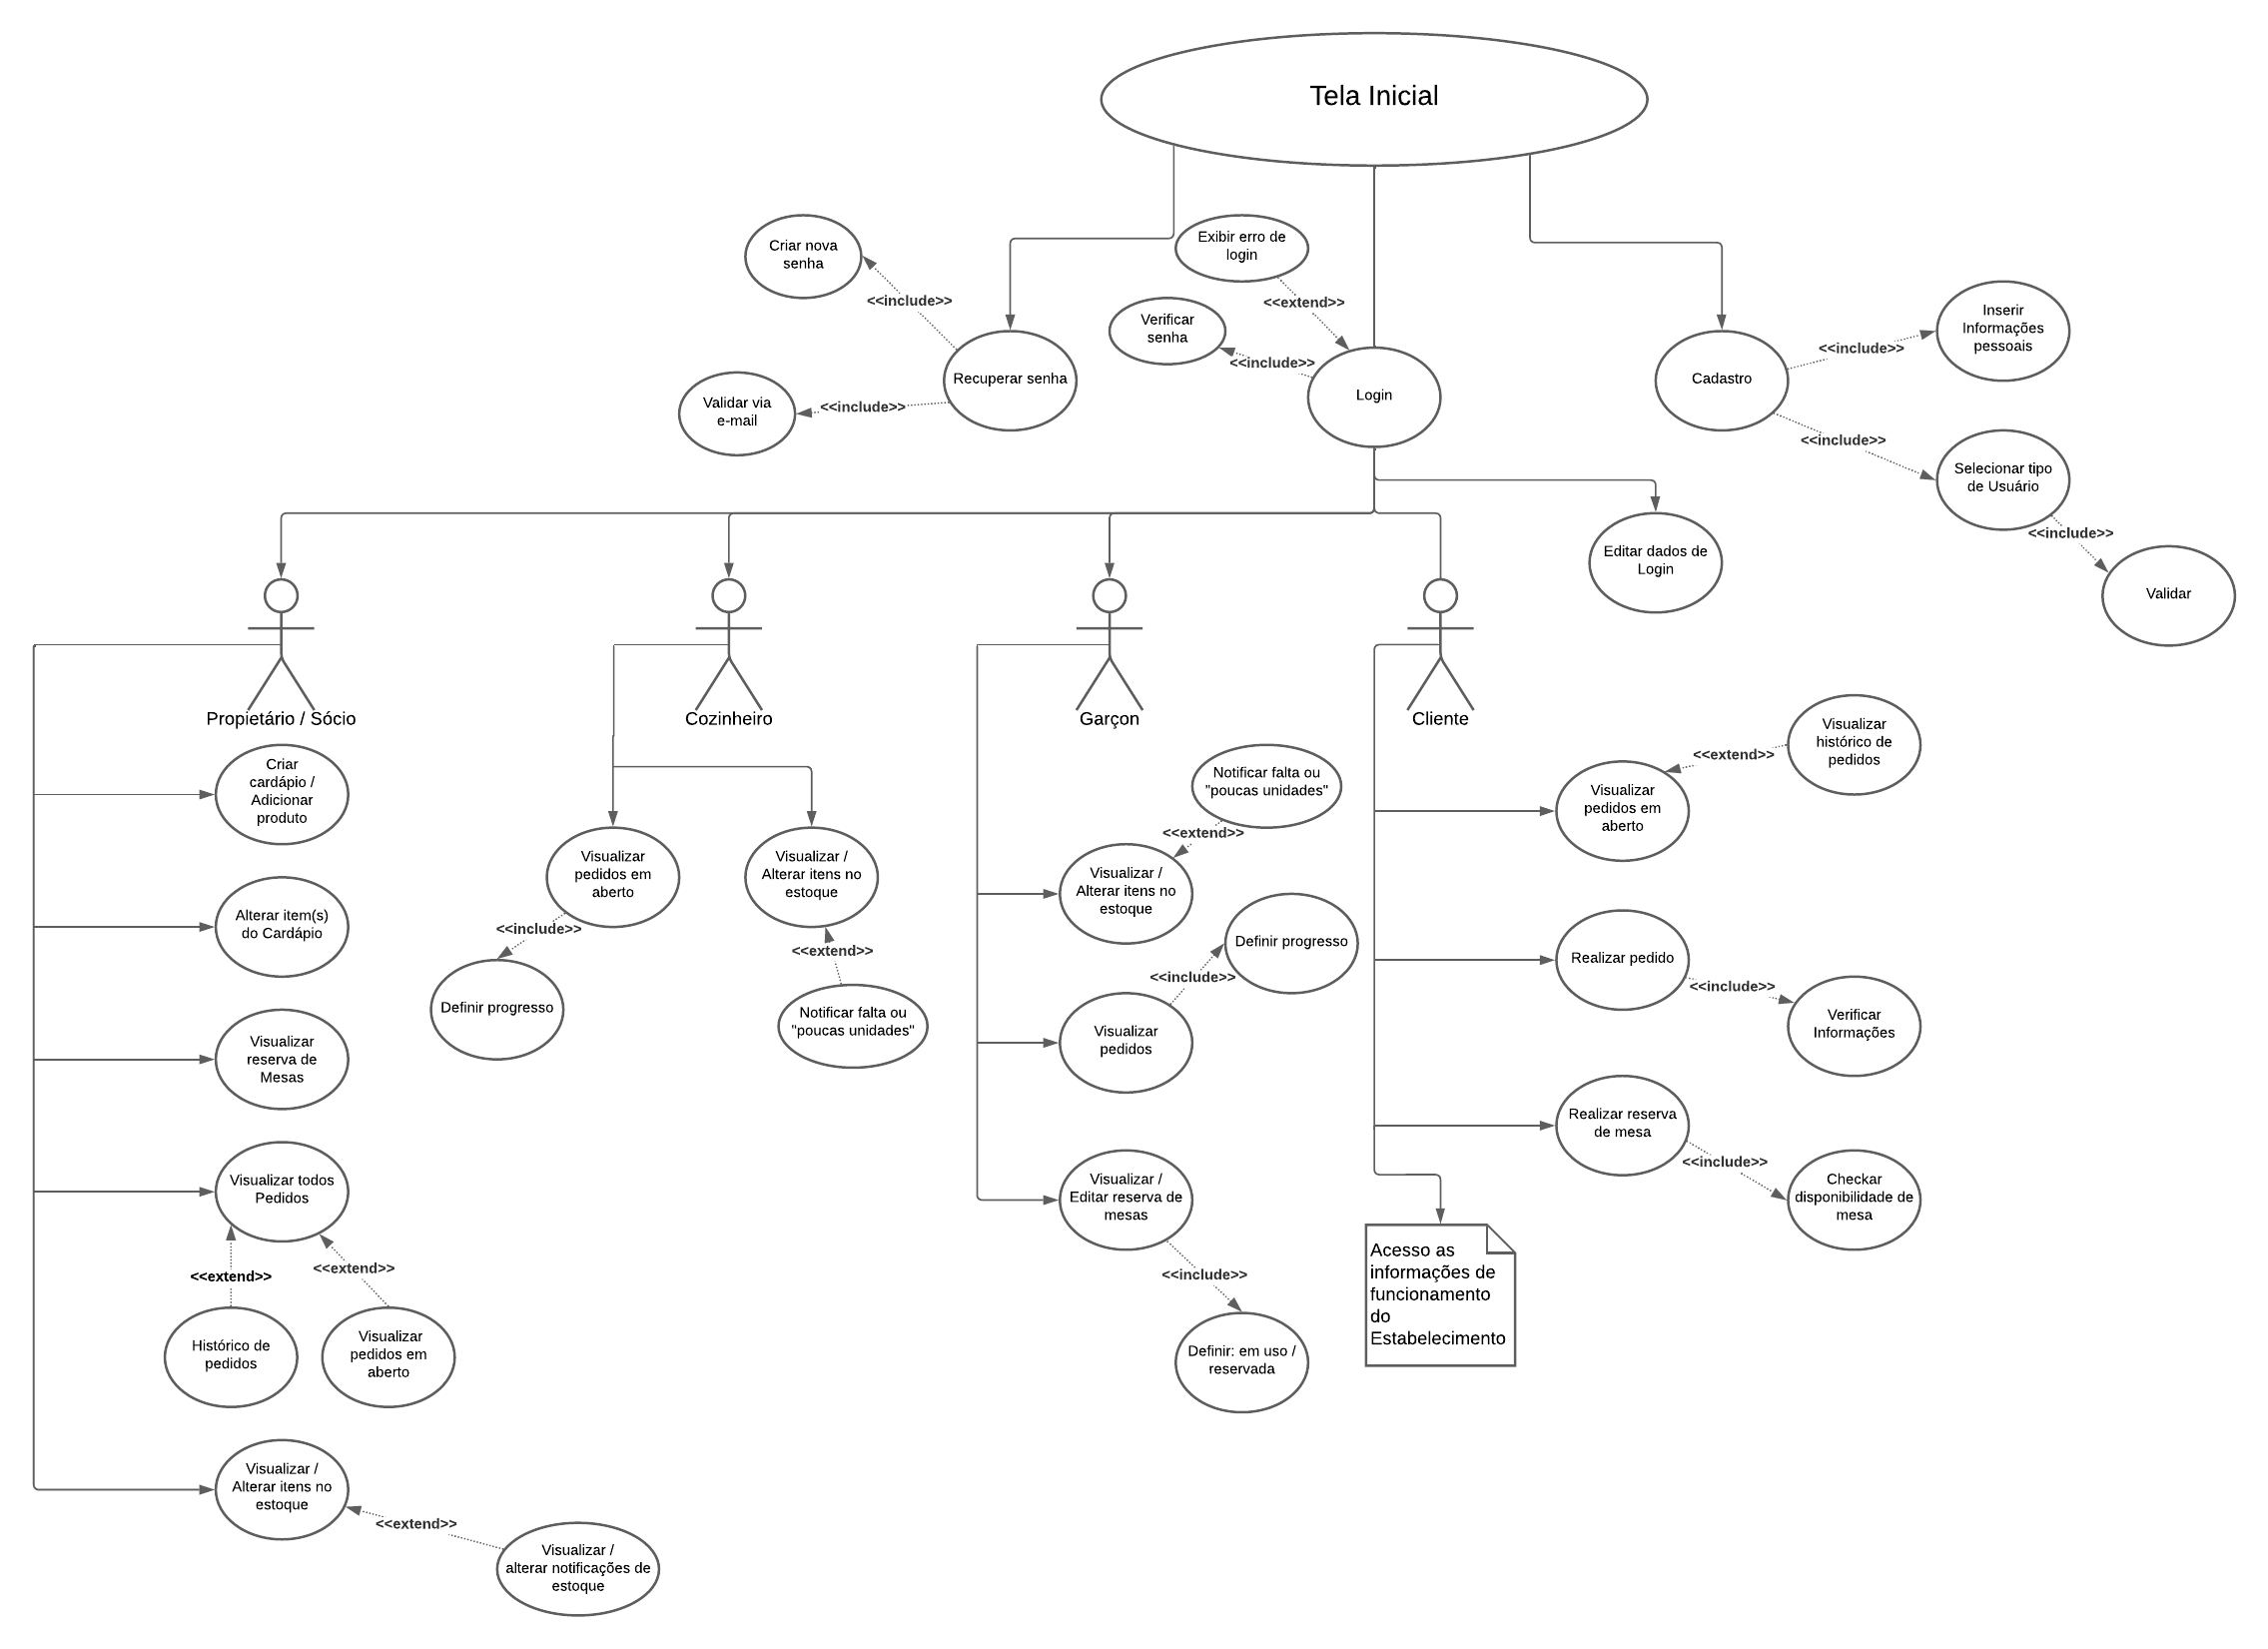 Tela Inicial
Criar nova
senha
<<include>>
Validar via
e-mail
<<include>>
Recuperar senha
Exibir erro de
login
<<extend>>
Verificar
senha
<<include>>
Login
Cadastro
<<include>>
Inserir
Informações
pessoais
<<include>>
Selecionar tipo
de Usuário
<<include>>
Validar
Editar dados de
Login
Propietário / Sócio
Criar
cardápio /
Adicionar
produto
Alterar item(s)
do Cardápio
Visualizar
reserva de
Mesas
Visualizar todos
Pedidos
<<extend>>
<<extend>>
Histórico de
pedidos
Visualizar
pedidos em
aberto
Visualizar /
Alterar itens no
estoque
<<extend>>
Visualizar /
alterar notificações de
estoque
Cozinheiro
Visualizar
pedidos em
aberto
<<include>>
Definir progresso
Visualizar /
Alterar itens no
estoque
<<extend>>
Notificar falta ou
"poucas unidades"
Garçon
Notificar falta ou
"poucas unidades"
<<extend>>
Visualizar /
Alterar itens no
estoque
Definir progresso
<<include>>
Visualizar
pedidos
Visualizar /
Editar reserva de
mesas
<<include>>
Definir: em uso /
reservada
Cliente
Visualizar
histórico de
pedidos
<<extend>>
Visualizar
pedidos em
aberto
Realizar pedido
<<include>>
Verificar
Informações
Realizar reserva
de mesa
<<include>>
Checkar
disponibilidade de
mesa
Acesso as
informações de
funcionamento
do
Estabelecimento